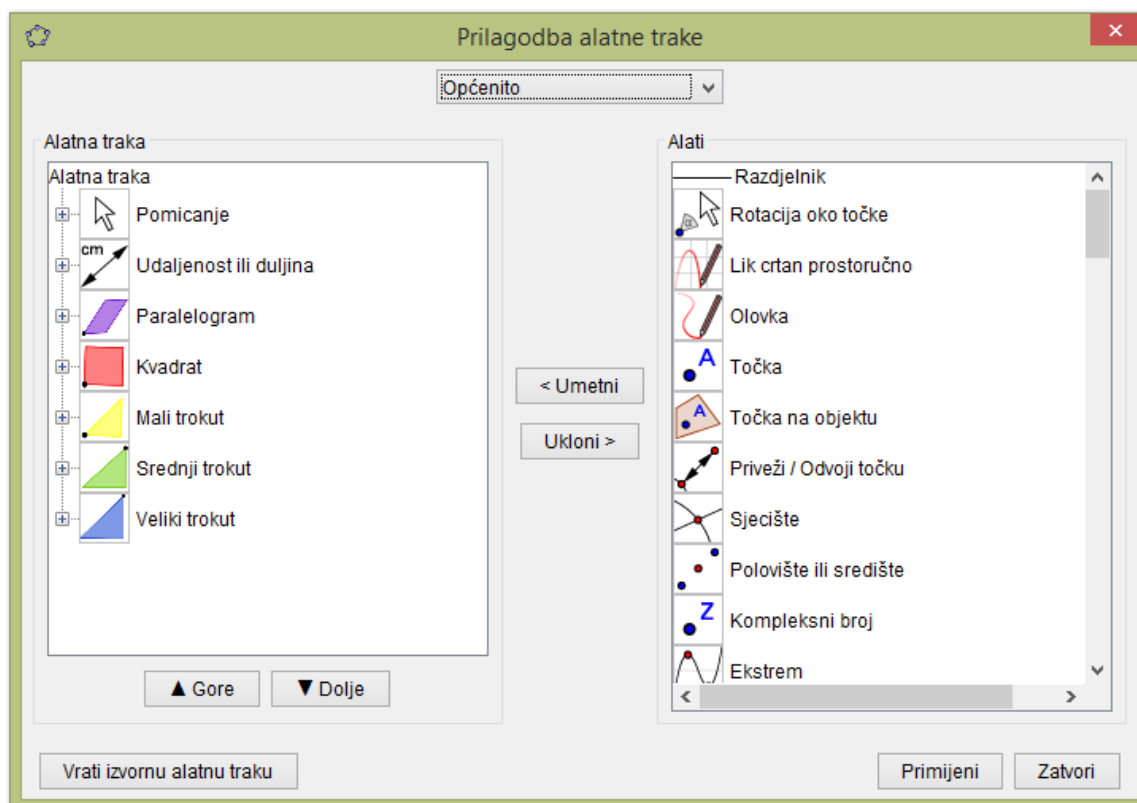 Prilagodba alatne trake
Općenito
Alatna traka
Alatna traka
Pomicanje
cm
Udaljenost ili duljina
Paralelogram
Kvadrat
Mali trokut
Srednji trokut
Veliki trokut
▲ Gore
▼ Dolje
< Umetni
Ukloni >
Alati
Razdjelnik
α
Rotacija oko točke
Lik crtan prostoručno
Olovka
A
Točka
A
Točka na objektu
Priveži / Odvoji točku
Sjecište
Polovište ili središte
Z
Kompleksni broj
Ekstrem
Vrati izvornu alatnu traku
Primijeni
Zatvori